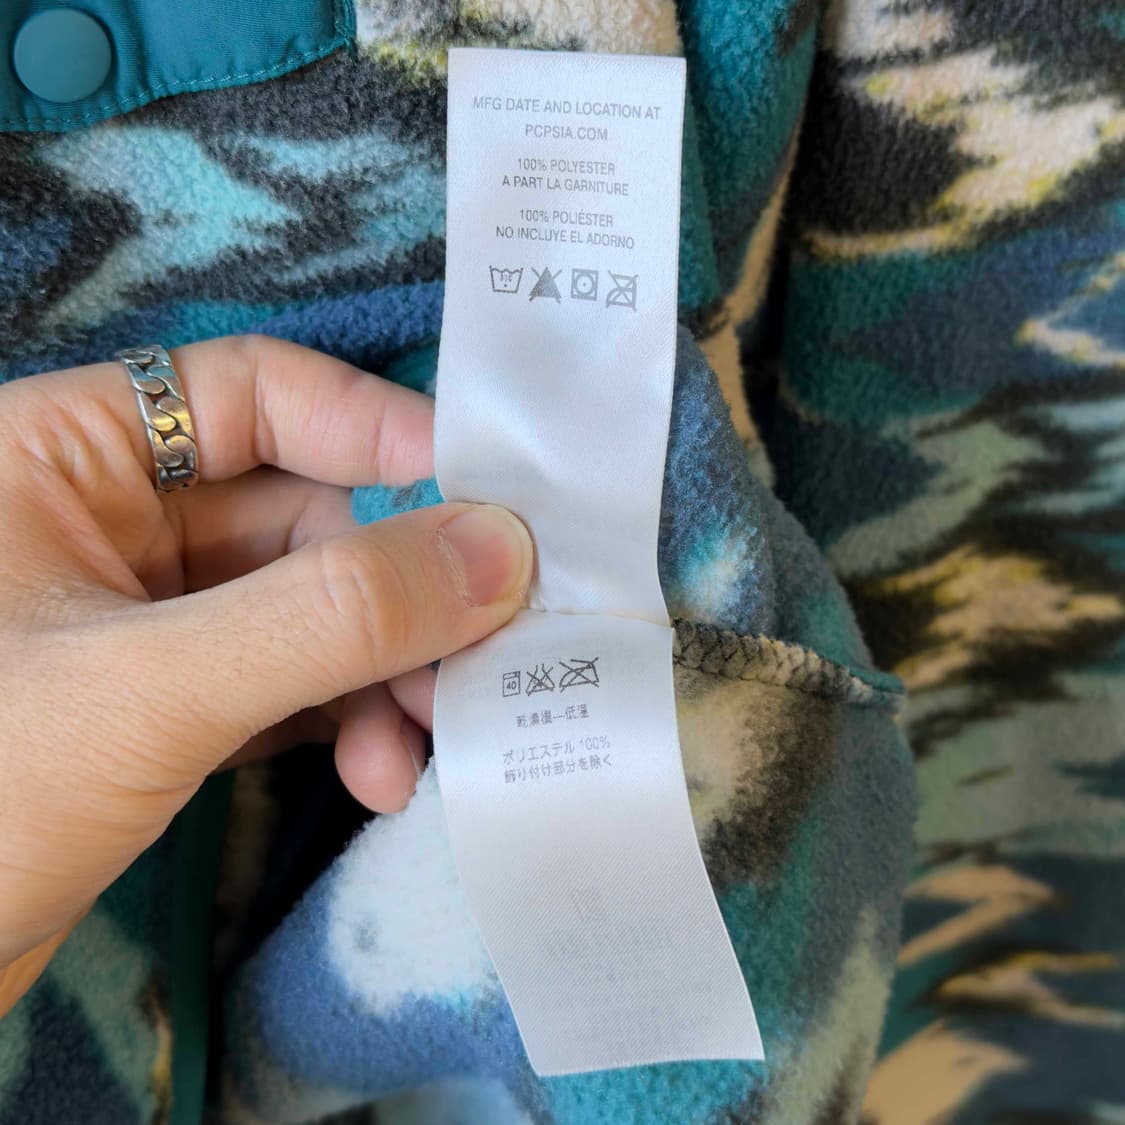 MFG DATE AND LOCATION AT
PCPSIA.COM
100% POLYESTER
A PART LA GARNITURE
100% POLIÉSTER
NO INCLUYE EL ADORNO
40
乾燥機—低温
ポリエステル 100%
飾り付け部分を除く